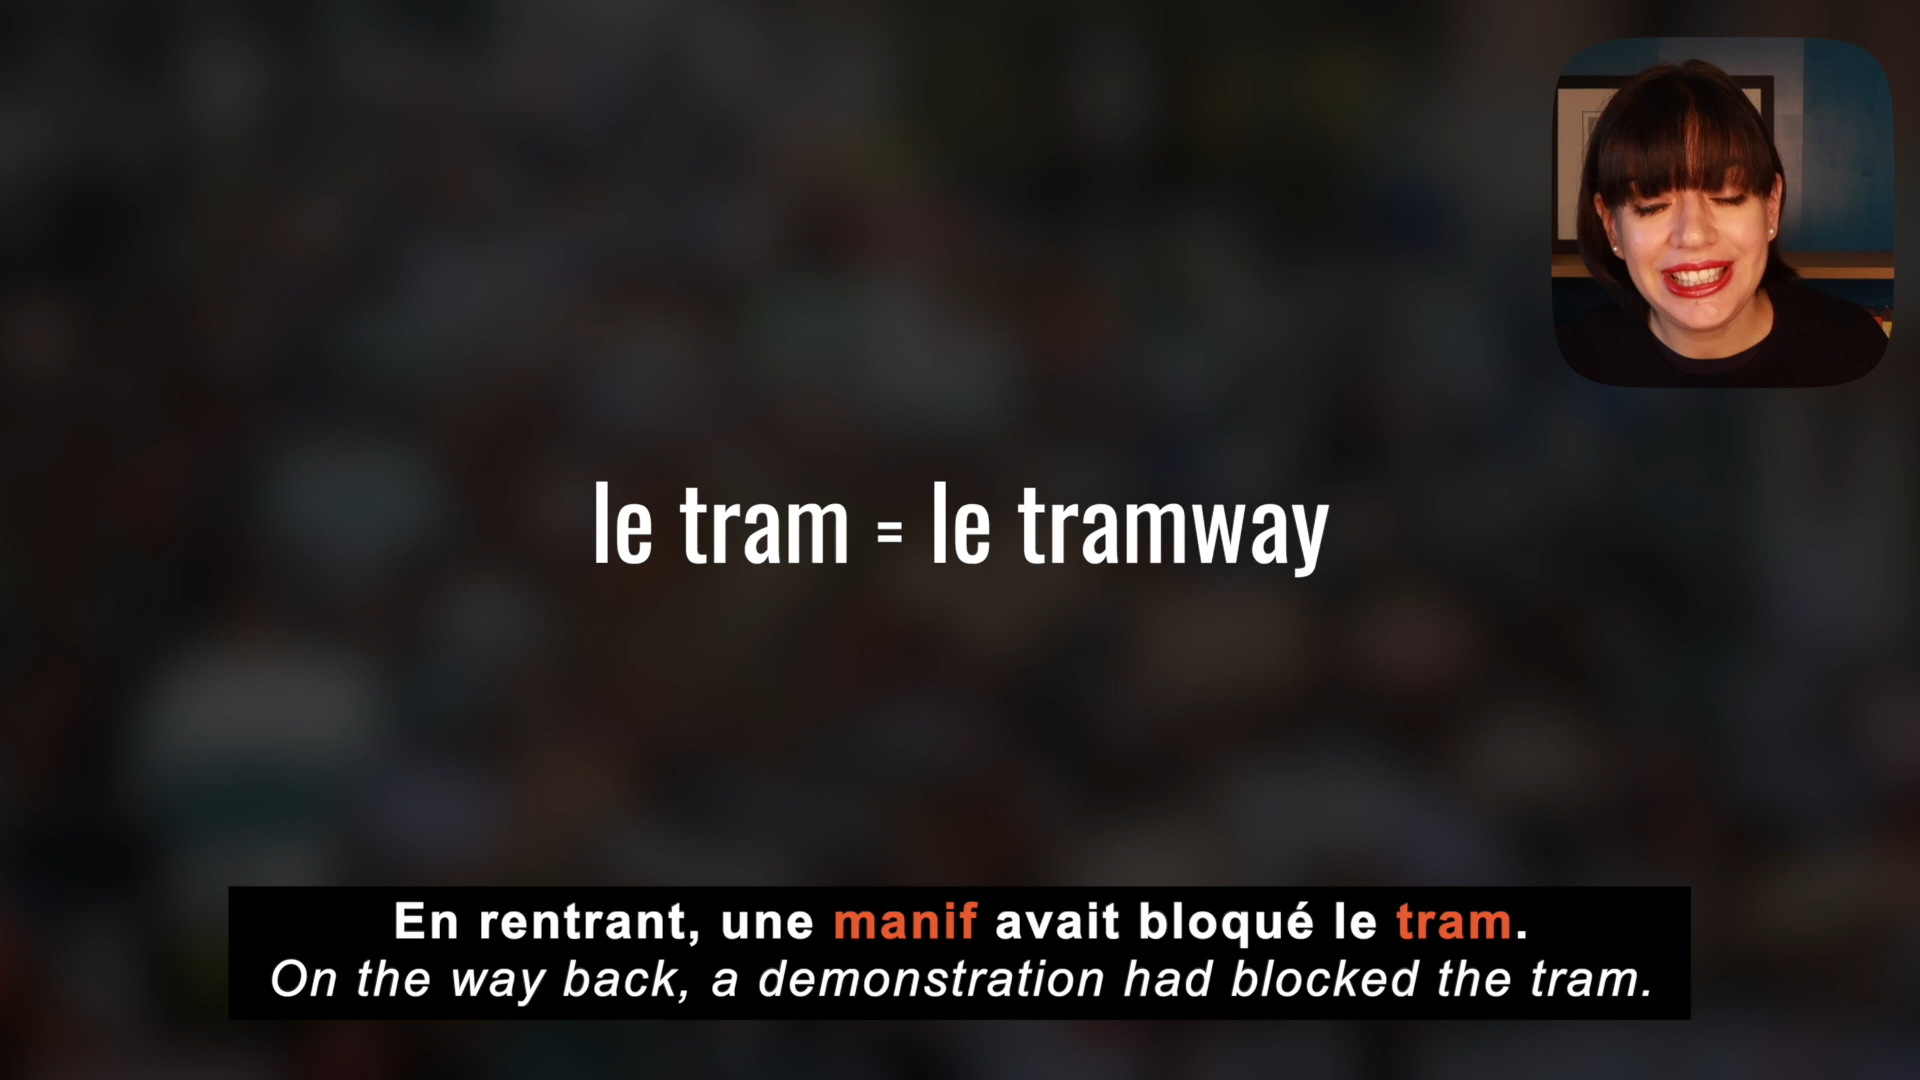 le tram = le tramway
En rentrant, une manif avait bloqué le tram.
On the way back, a demonstration had blocked the tram.